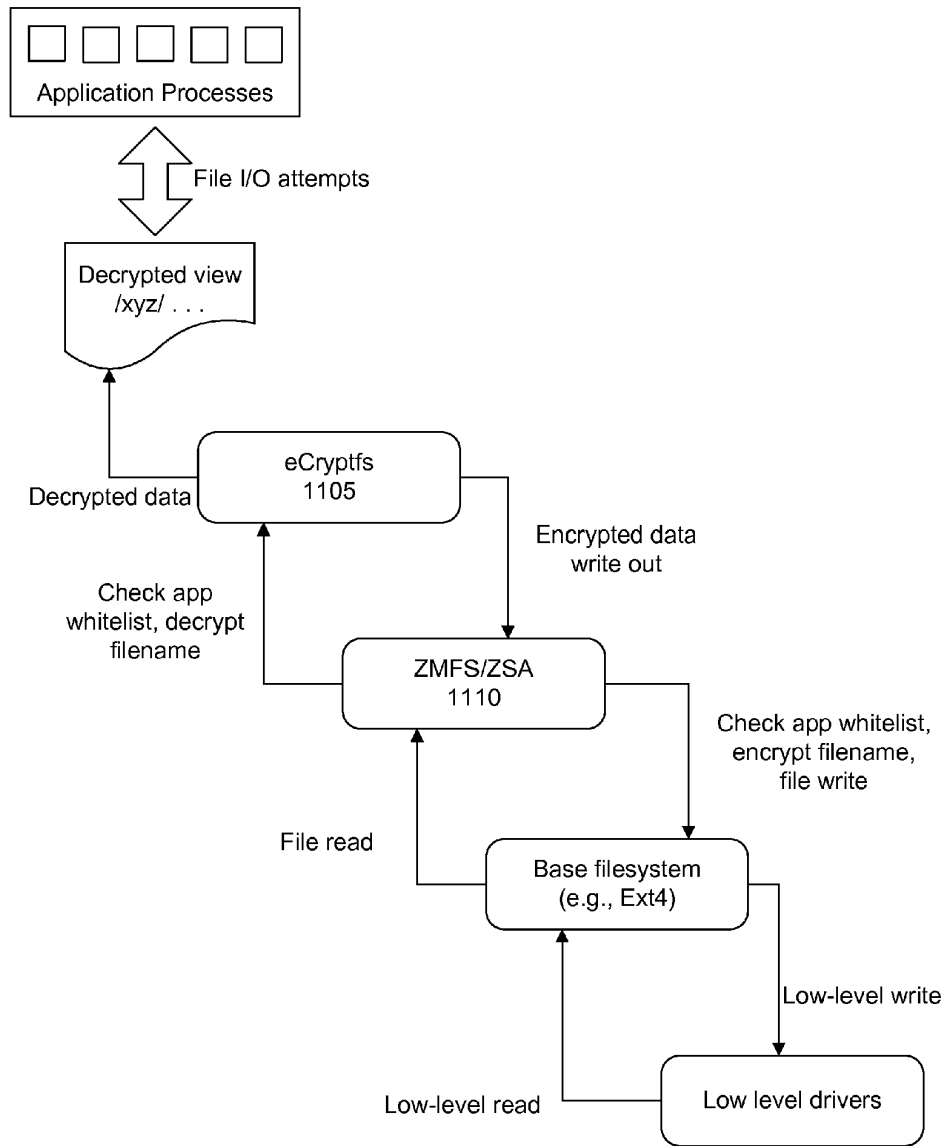 Application Processes
File I/O attempts
Decrypted view
/xyz/ . . .
eCryptfs
1105
Decrypted data
Encrypted data
write out
Check app
whitelist, decrypt
filename
ZMFS/ZSA
1110
Check app whitelist,
encrypt filename,
file write
File read
Base filesystem
(e.g., Ext4)
Low-level write
Low-level read
Low level drivers